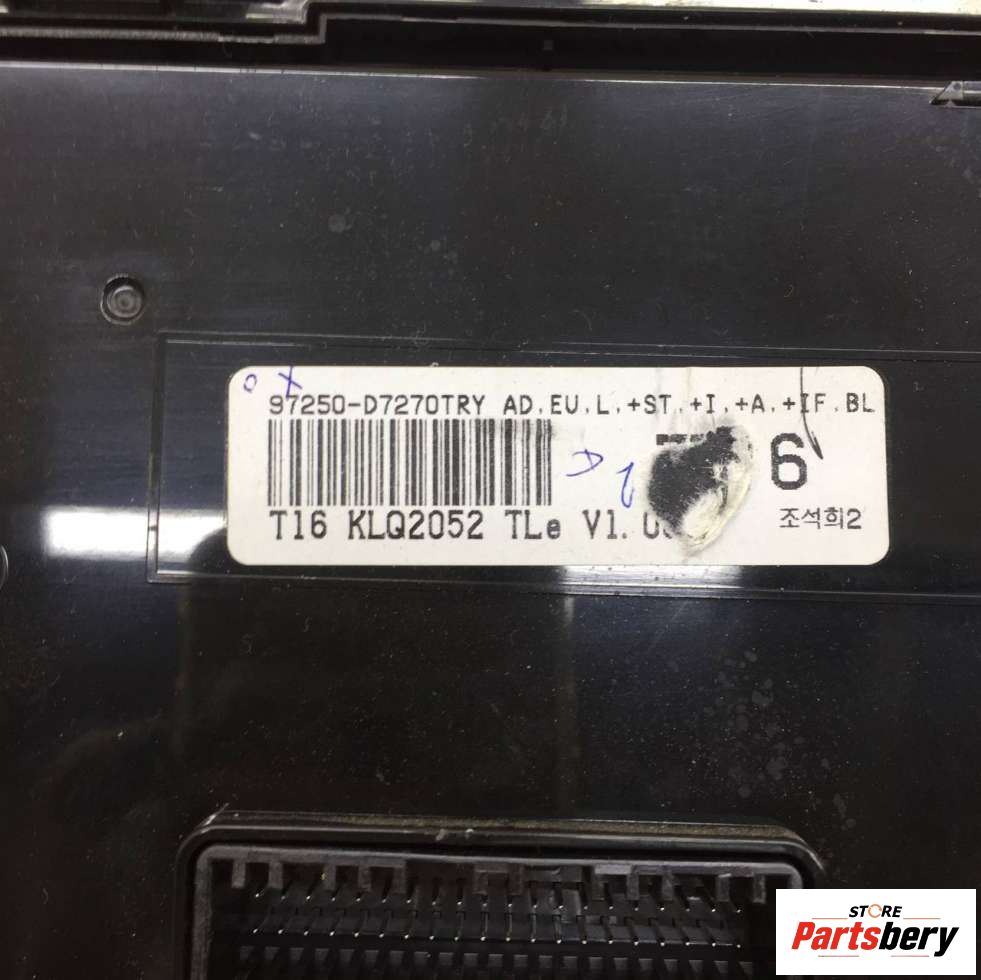 97250-D7270TRY AD.EU.L.+ST.+I.+A.+IF.BL
6
T16 KLQ2052 TLe V1.
조석희2
STORE
Partsbery